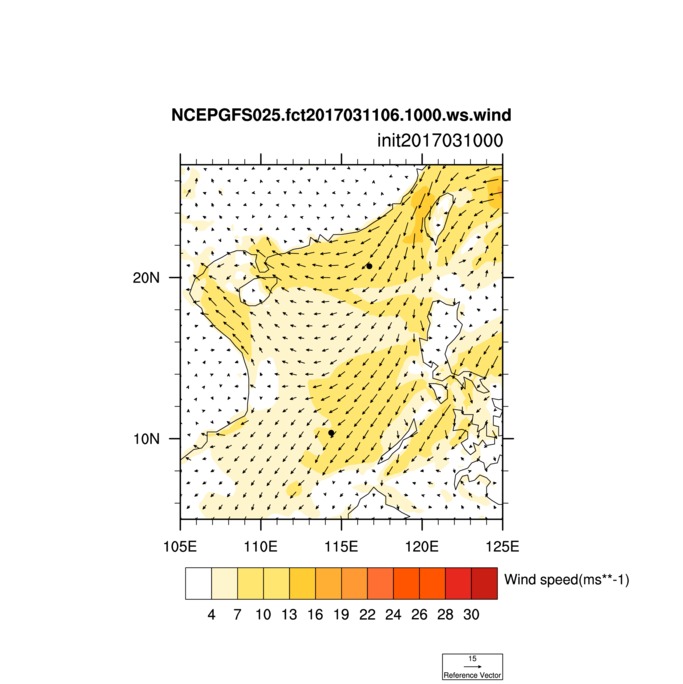 NCEPGFS025.fct2017031106.1000.ws.wind
init2017031000
20N
10N
105E 110E 115E 120E 125E
Wind speed(ms**-1)
4 7 10 13 16 19 22 24 26 28 30
15
Reference Vector